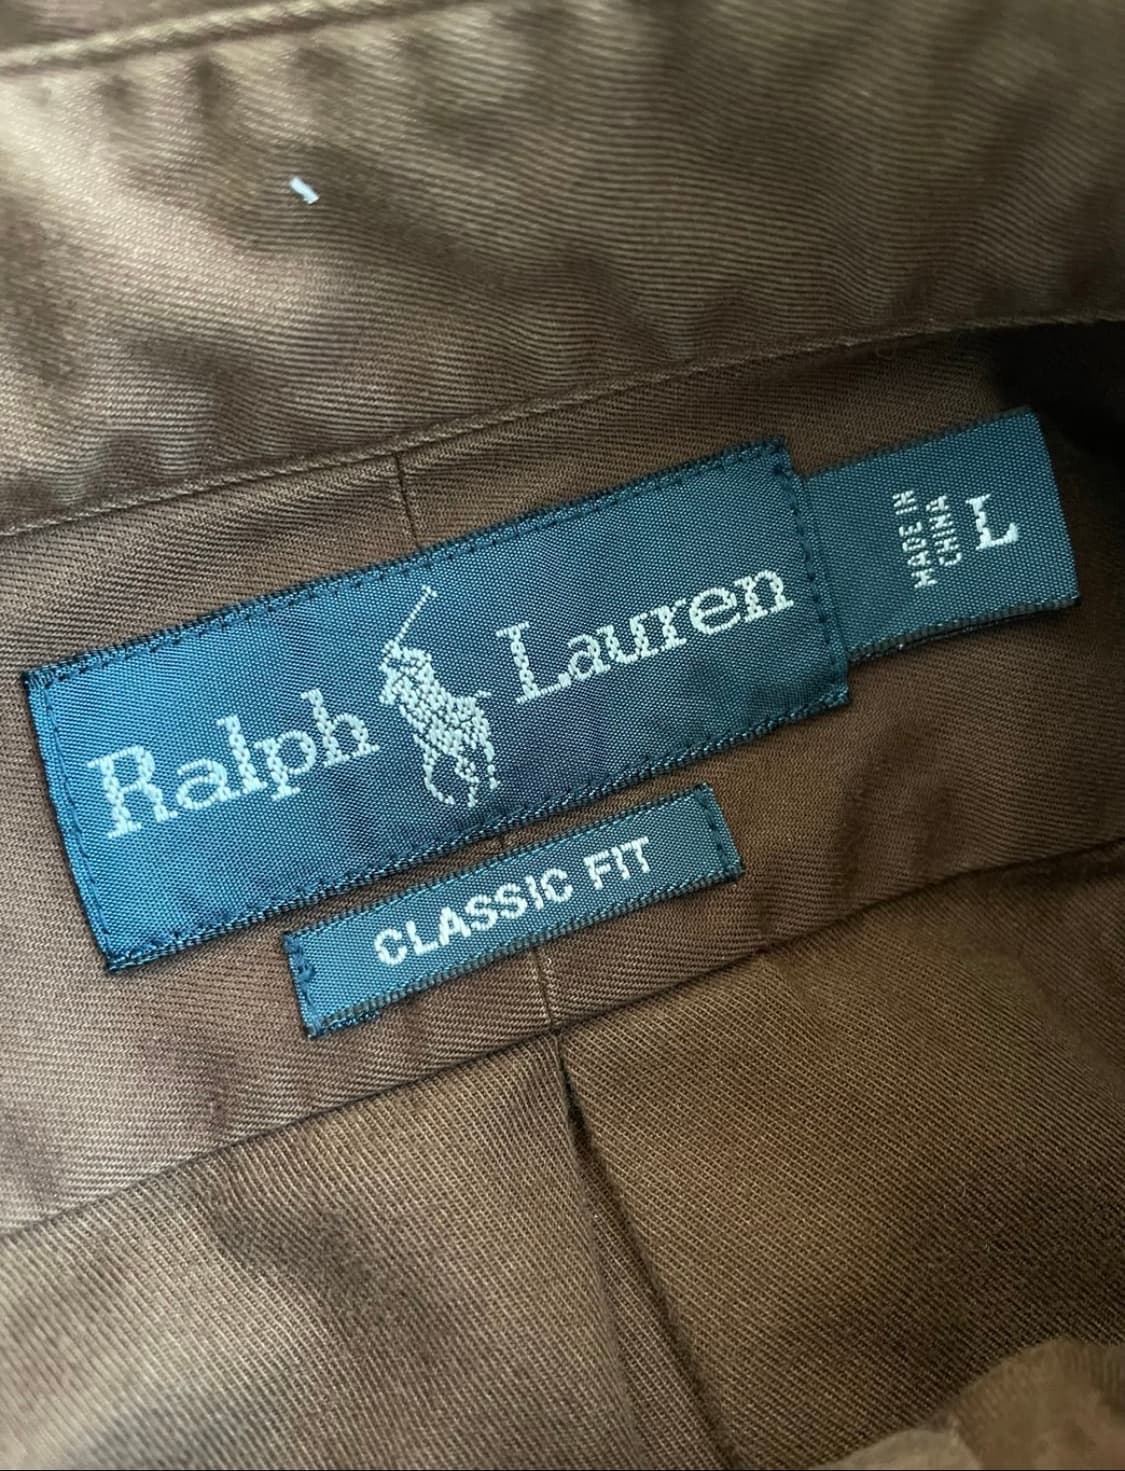 Ralph Lauren
MADE IN
CHINA
L
CLASSIC FIT